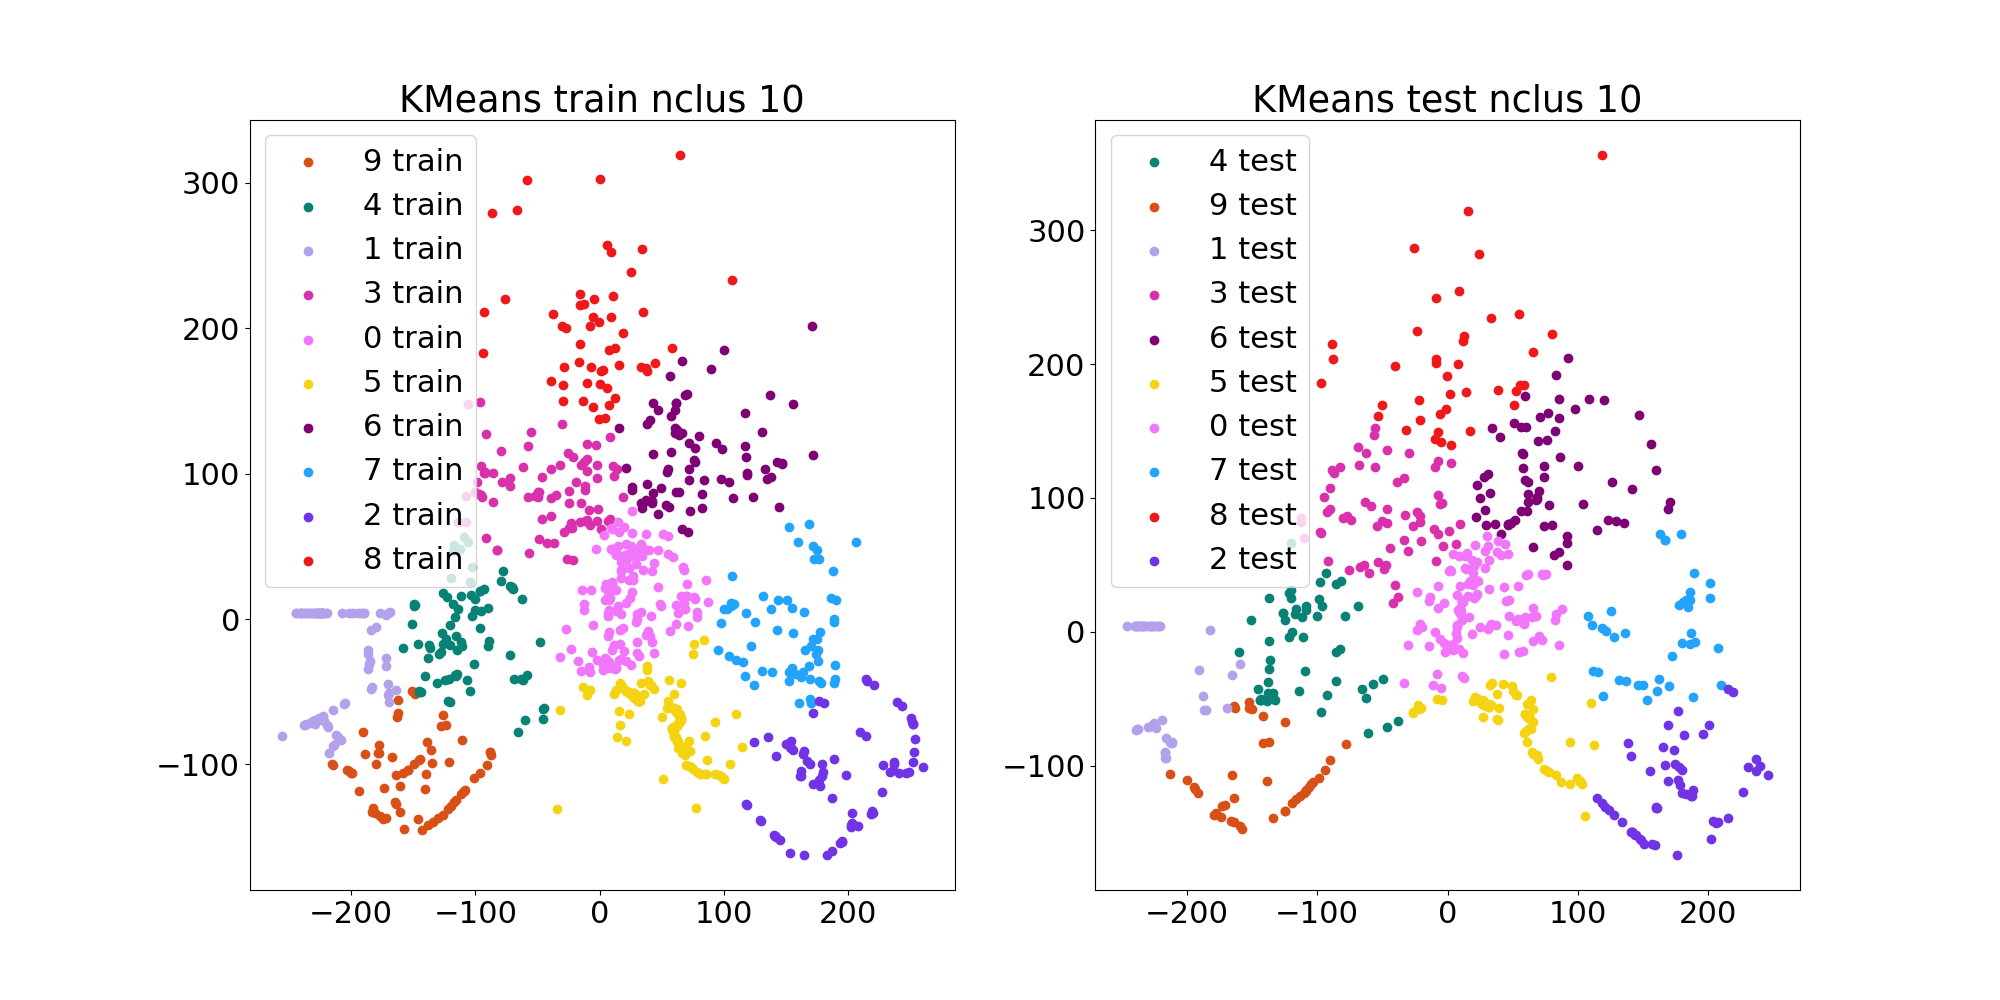 KMeans train nclus 10
9 train
4 train
1 train
3 train
0 train
5 train
6 train
7 train
2 train
8 train
300
200
100
0
−100
−200
−100
0
100
200
KMeans test nclus 10
4 test
9 test
1 test
3 test
6 test
5 test
0 test
7 test
8 test
2 test
300
200
100
0
−100
−200
−100
0
100
200